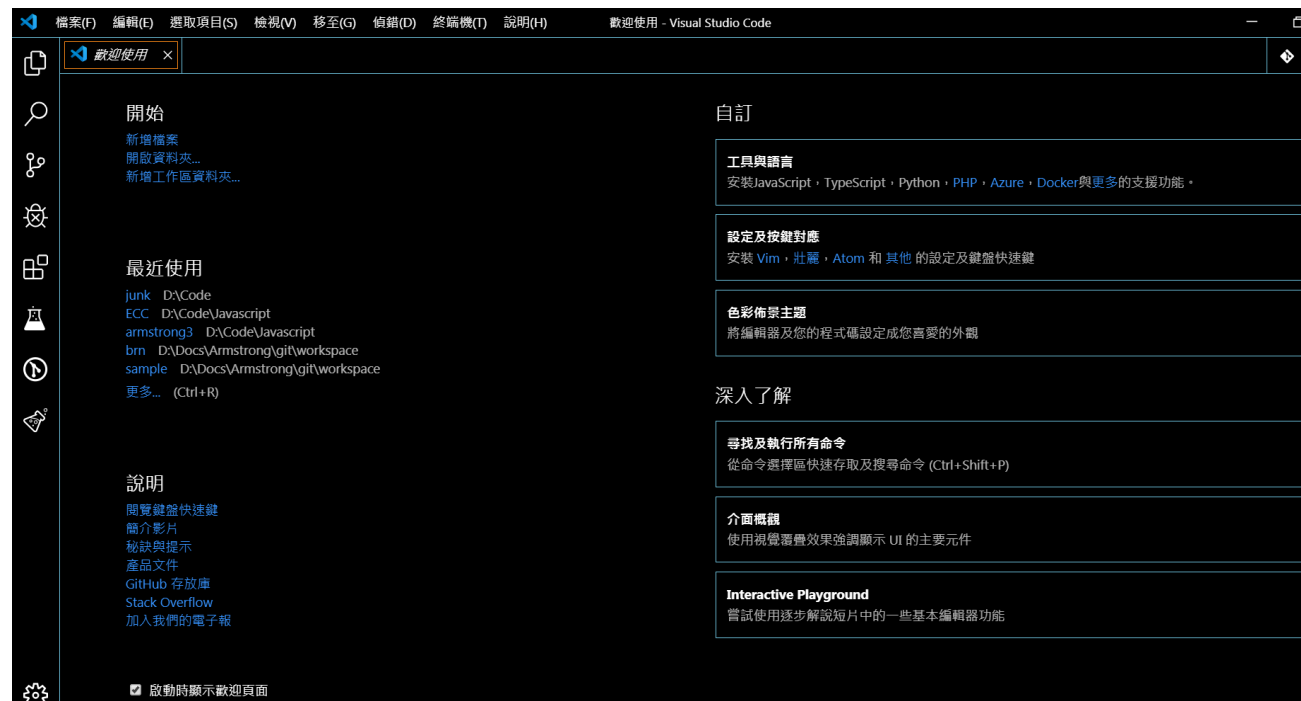 檔案(F) 編輯(E) 選取項目(S) 檢視(V) 移至(G) 偵錯(D) 終端機(T) 說明(H) 歡迎使用 - Visual Studio Code
歡迎使用
開始
新增檔案
開啟資料夾...
新增工作區資料夾...
最近使用
junk D:\Code
ECC D:\Code\Javascript
armstrong3 D:\Code\Javascript
brn D:\Docs\Armstrong\git\workspace
sample D:\Docs\Armstrong\git\workspace
更多... (Ctrl+R)
說明
閱覽鍵盤快速鍵
簡介影片
秘訣與提示
產品文件
GitHub 存放庫
Stack Overflow
加入我們的電子報
啟動時顯示歡迎頁面
自訂
工具與語言
安裝JavaScript，TypeScript，Python，PHP，Azure，Docker與更多的支援功能。
設定及按鍵對應
安裝 Vim，壯麗，Atom 和 其他 的設定及鍵盤快速鍵
色彩佈景主題
將編輯器及您的程式碼設定成您喜愛的外觀
深入了解
尋找及執行所有命令
從命令選擇區快速存取及搜尋命令 (Ctrl+Shift+P)
介面概觀
使用視覺覆疊效果強調顯示 UI 的主要元件
Interactive Playground
嘗試使用逐步解說短片中的一些基本編輯器功能